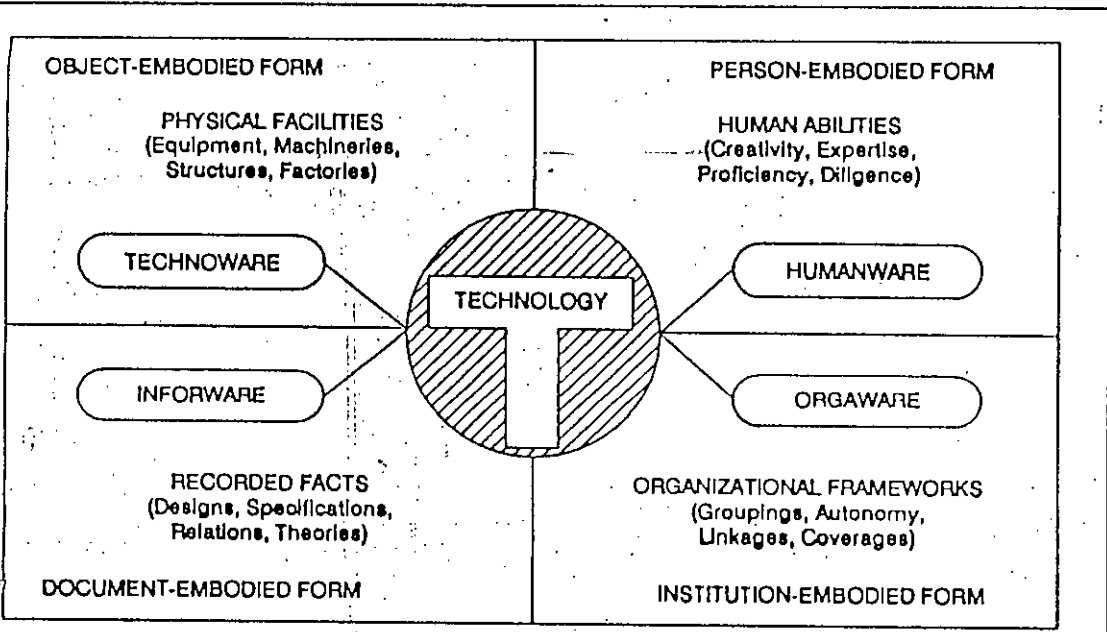 OBJECT-EMBODIED FORM
PHYSICAL FACILITIES
(Equipment, Machineries,
Structures, Factories)
TECHNOWARE
PERSON-EMBODIED FORM
HUMAN ABILITIES
(Creativity, Expertise,
Proficiency, Diligence)
HUMANWARE
TECHNOLOGY
INFORWARE
RECORDED FACTS
(Designs, Specifications,
Relations, Theories)
DOCUMENT-EMBODIED FORM
ORGAWARE
ORGANIZATIONAL FRAMEWORKS
(Groupings, Autonomy,
Linkages, Coverages)
INSTITUTION-EMBODIED FORM